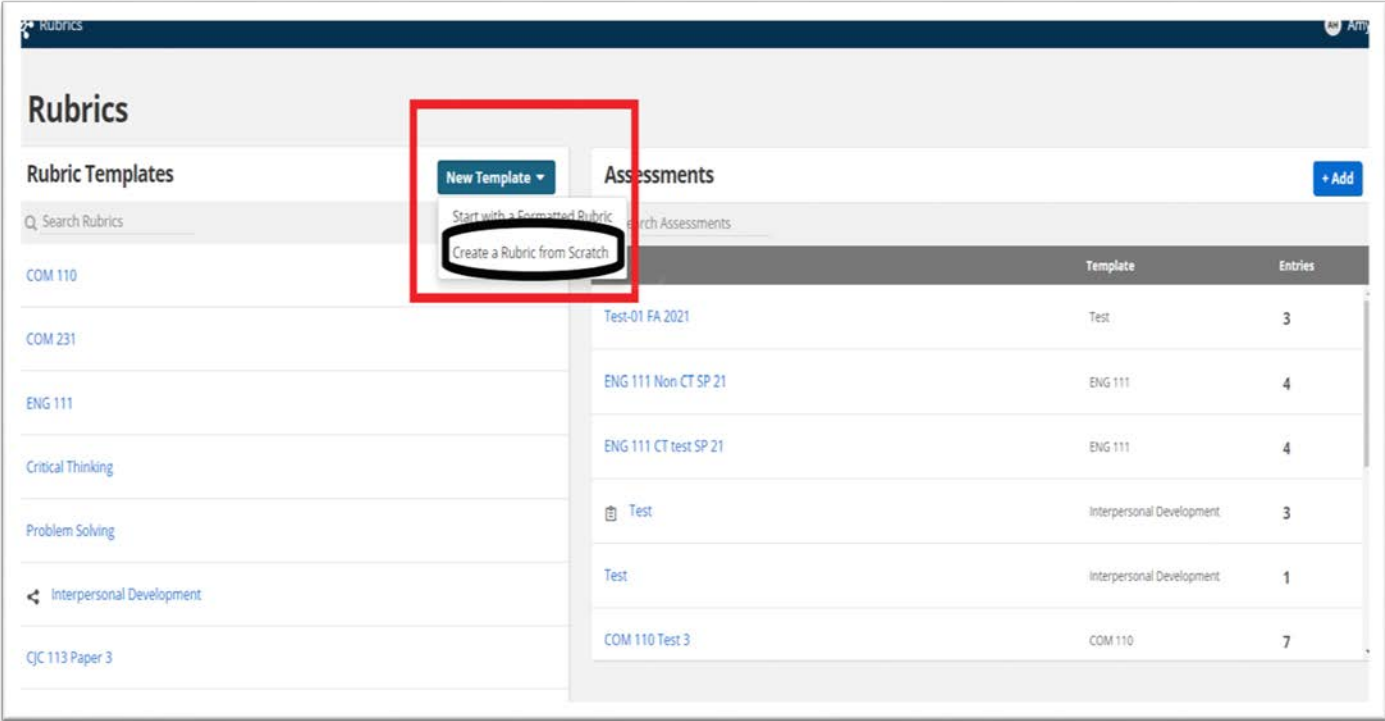 Rubrics
AH Amy
Rubrics
Rubric Templates
New Template
Search Rubrics
Start with a Formatted Rubric
Create a Rubric from Scratch
COM 110
COM 231
ENG 111
Critical Thinking
Problem Solving
Interpersonal Development
CJC 113 Paper 3
Assessments
+ Add
Search Assessments
Template Entries
Test-01 FA 2021 Test 3
ENG 111 Non CT SP 21 ENG 111 4
ENG 111 CT test SP 21 ENG 111 4
Test Interpersonal Development 3
Test Interpersonal Development 1
COM 110 Test 3 COM 110 7